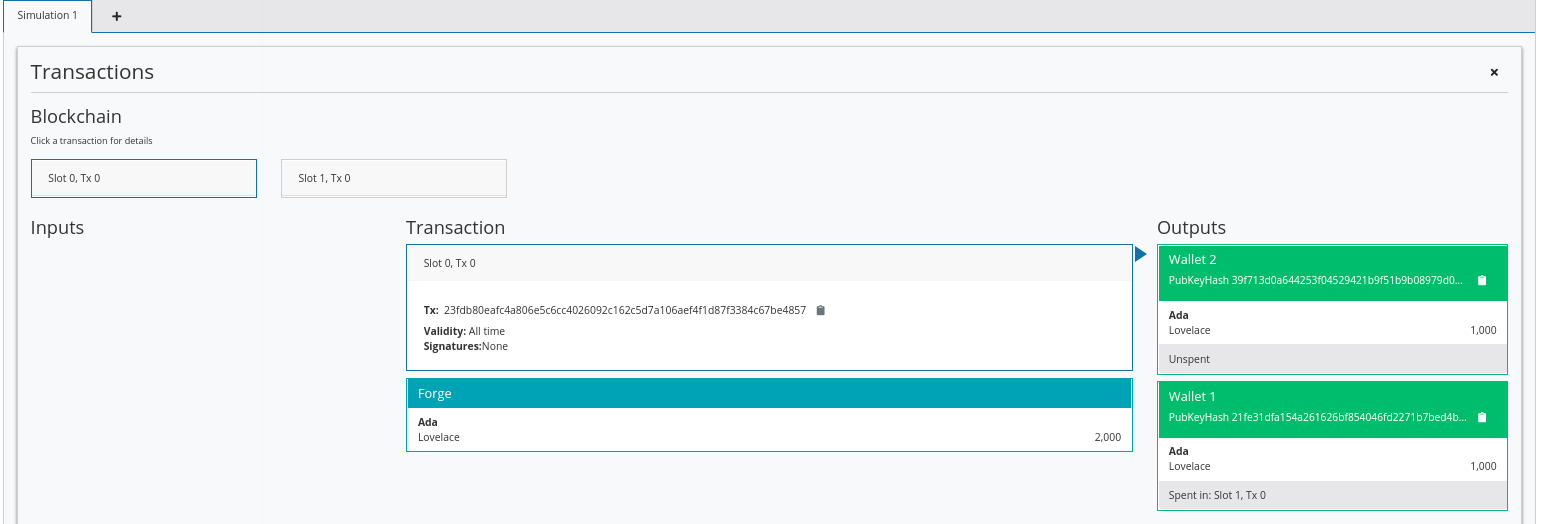 Simulation 1
+
Transactions
×
Blockchain
Click a transaction for details
Slot 0, Tx 0
Slot 1, Tx 0
Inputs
Transaction
Outputs
Slot 0, Tx 0
Tx: 23fdb80eafc4a806e5c6cc4026092c162c5d7a106aef4f1d87f3384c67be4857
Validity: All time
Signatures:None
Forge
Ada
Lovelace 2,000
Wallet 2
PubKeyHash 39f713d0a644253f04529421b9f51b9b08979d0...
Ada
Lovelace 1,000
Unspent
Wallet 1
PubKeyHash 21fe31dfa154a261626bf854046fd2271b7bed4b...
Ada
Lovelace 1,000
Spent in: Slot 1, Tx 0